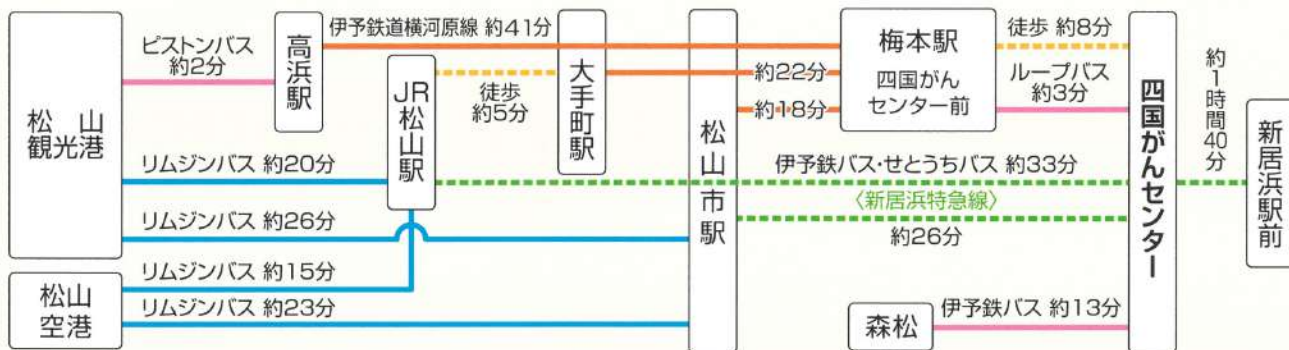 松山
観光港
ピストンバス
約2分
高浜駅
伊予鉄道横河原線 約41分
JR松山駅
徒歩
約5分
大手町駅
約22分
約18分
梅本駅
四国がん
センター前
徒歩 約8分
ループバス
約3分
四国がんセンター
約1時間40分
新居浜駅前
リムジンバス 約20分
リムジンバス 約26分
松山市駅
伊予鉄バス・せとうちバス 約33分
〈新居浜特急線〉
約26分
松山
空港
リムジンバス 約15分
リムジンバス 約23分
森松
伊予鉄バス 約13分